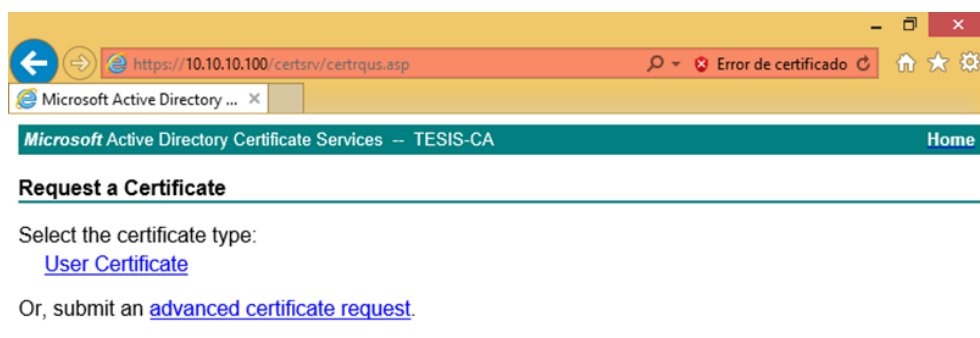 https://10.10.10.100/certsrv/certrqus.asp Error de certificado
Microsoft Active Directory ...
Microsoft Active Directory Certificate Services -- TESIS-CA Home
Request a Certificate
Select the certificate type:
User Certificate
Or, submit an advanced certificate request.